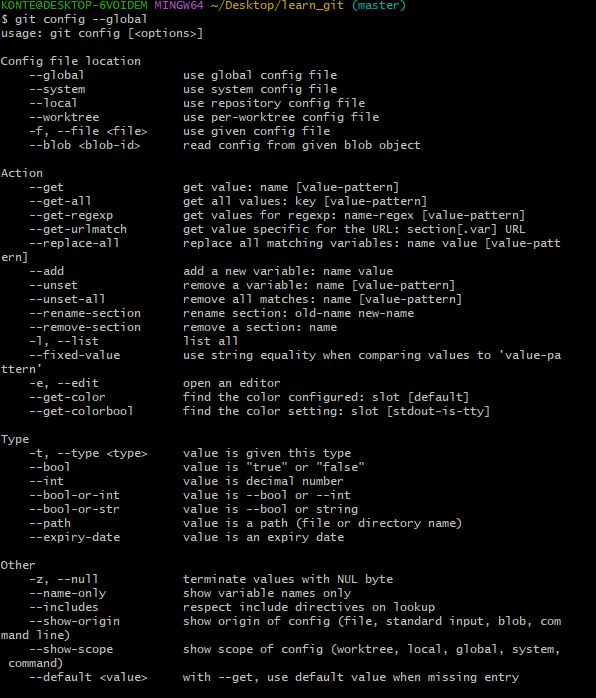 KONTE@DESKTOP-6VOIDEM MINGW64 ~/Desktop/learn_git (master)
$ git config --global
usage: git config [<options>]

Config file location
    --global              use global config file
    --system              use system config file
    --local               use repository config file
    --worktree            use per-worktree config file
    -f, --file <file>     use given config file
    --blob <blob-id>      read config from given blob object

Action
    --get                 get value: name [value-pattern]
    --get-all             get all values: key [value-pattern]
    --get-regexp          get values for regexp: name-regex [value-pattern]
    --get-urlmatch        get value specific for the URL: section[.var] URL
    --replace-all         replace all matching variables: name value [value-patt
ern]
    --add                 add a new variable: name value
    --unset               remove a variable: name [value-pattern]
    --unset-all           remove all matches: name [value-pattern]
    --rename-section      rename section: old-name new-name
    --remove-section      remove a section: name
    -l, --list            list all
    --fixed-value         use string equality when comparing values to 'value-pa
ttern'
    -e, --edit            open an editor
    --get-color           find the color configured: slot [default]
    --get-colorbool       find the color setting: slot [stdout-is-tty]

Type
    -t, --type <type>     value is given this type
    --bool                value is "true" or "false"
    --int                 value is decimal number
    --bool-or-int         value is --bool or --int
    --bool-or-str         value is --bool or string
    --path                value is a path (file or directory name)
    --expiry-date         value is an expiry date

Other
    -z, --null            terminate values with NUL byte
    --name-only           show variable names only
    --includes            respect include directives on lookup
    --show-origin         show origin of config (file, standard input, blob, com
mand line)
    --show-scope          show scope of config (worktree, local, global, system,
 command)
    --default <value>     with --get, use default value when missing entry